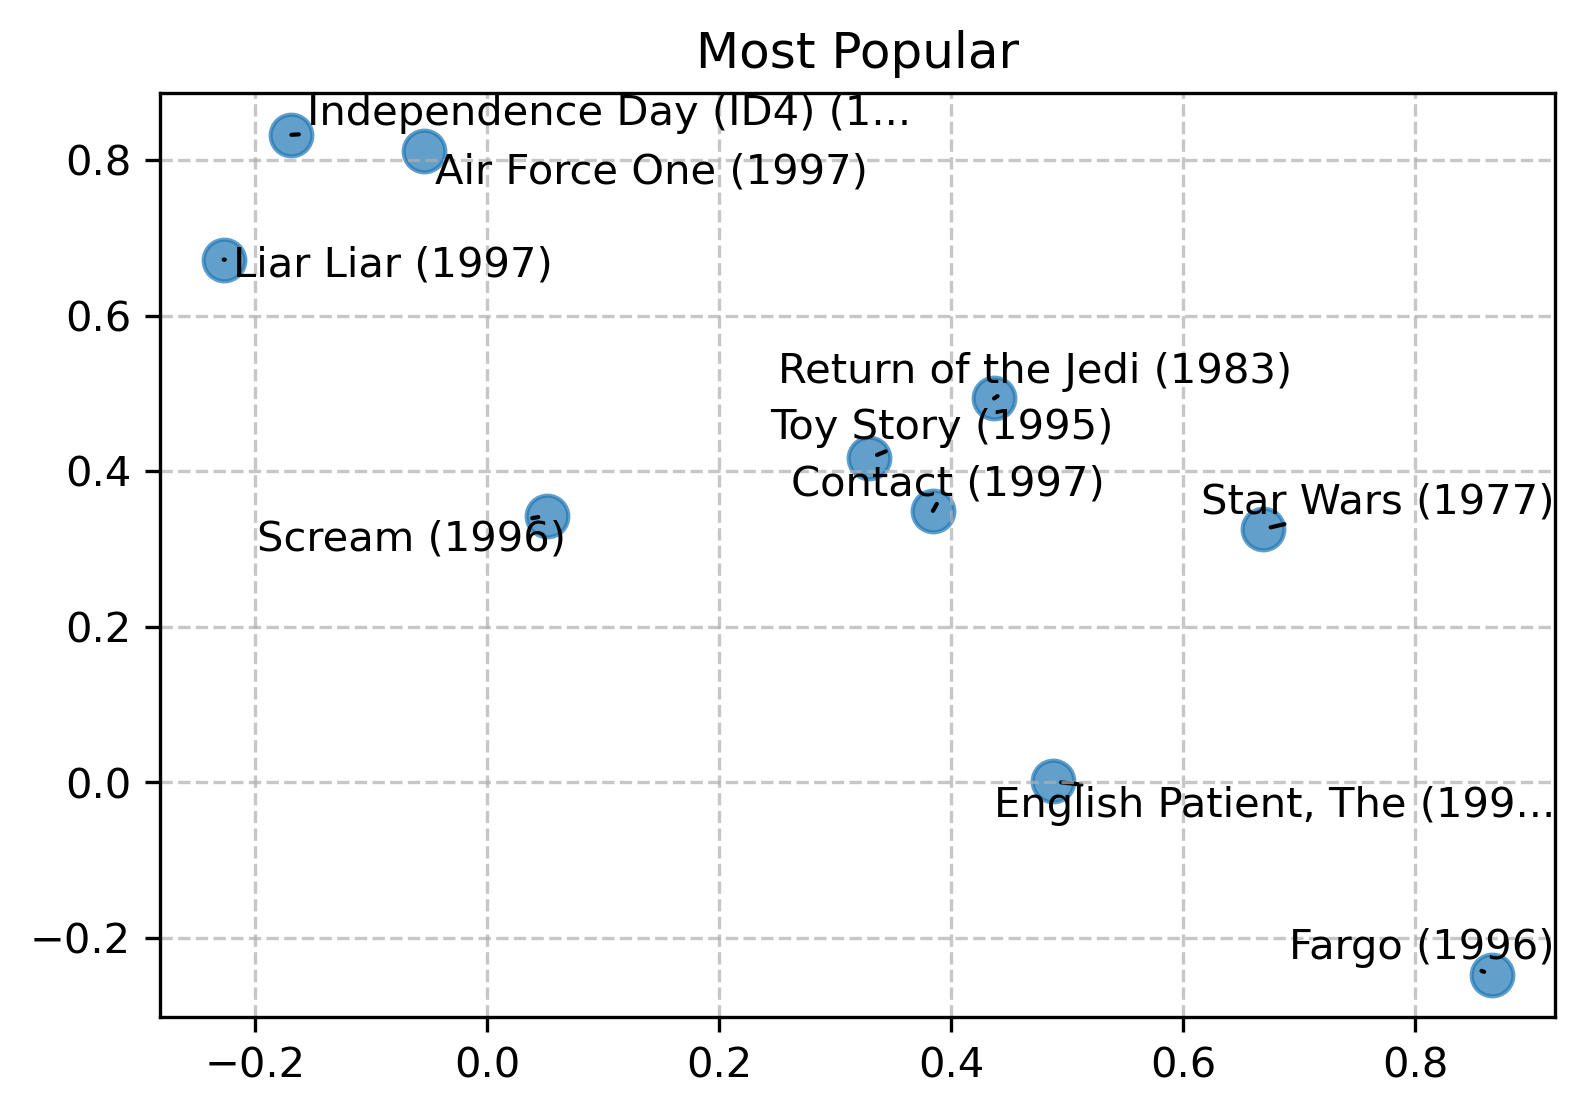 Most Popular
Independence Day (ID4) (1...
0.8
Air Force One (1997)
Liar Liar (1997)
0.6
Return of the Jedi (1983)
Toy Story (1995)
0.4
Contact (1997)
Star Wars (1977)
Scream (1996)
0.2
0.0
English Patient, The (199...
−0.2
Fargo (1996)
−0.2 0.0 0.2 0.4 0.6 0.8